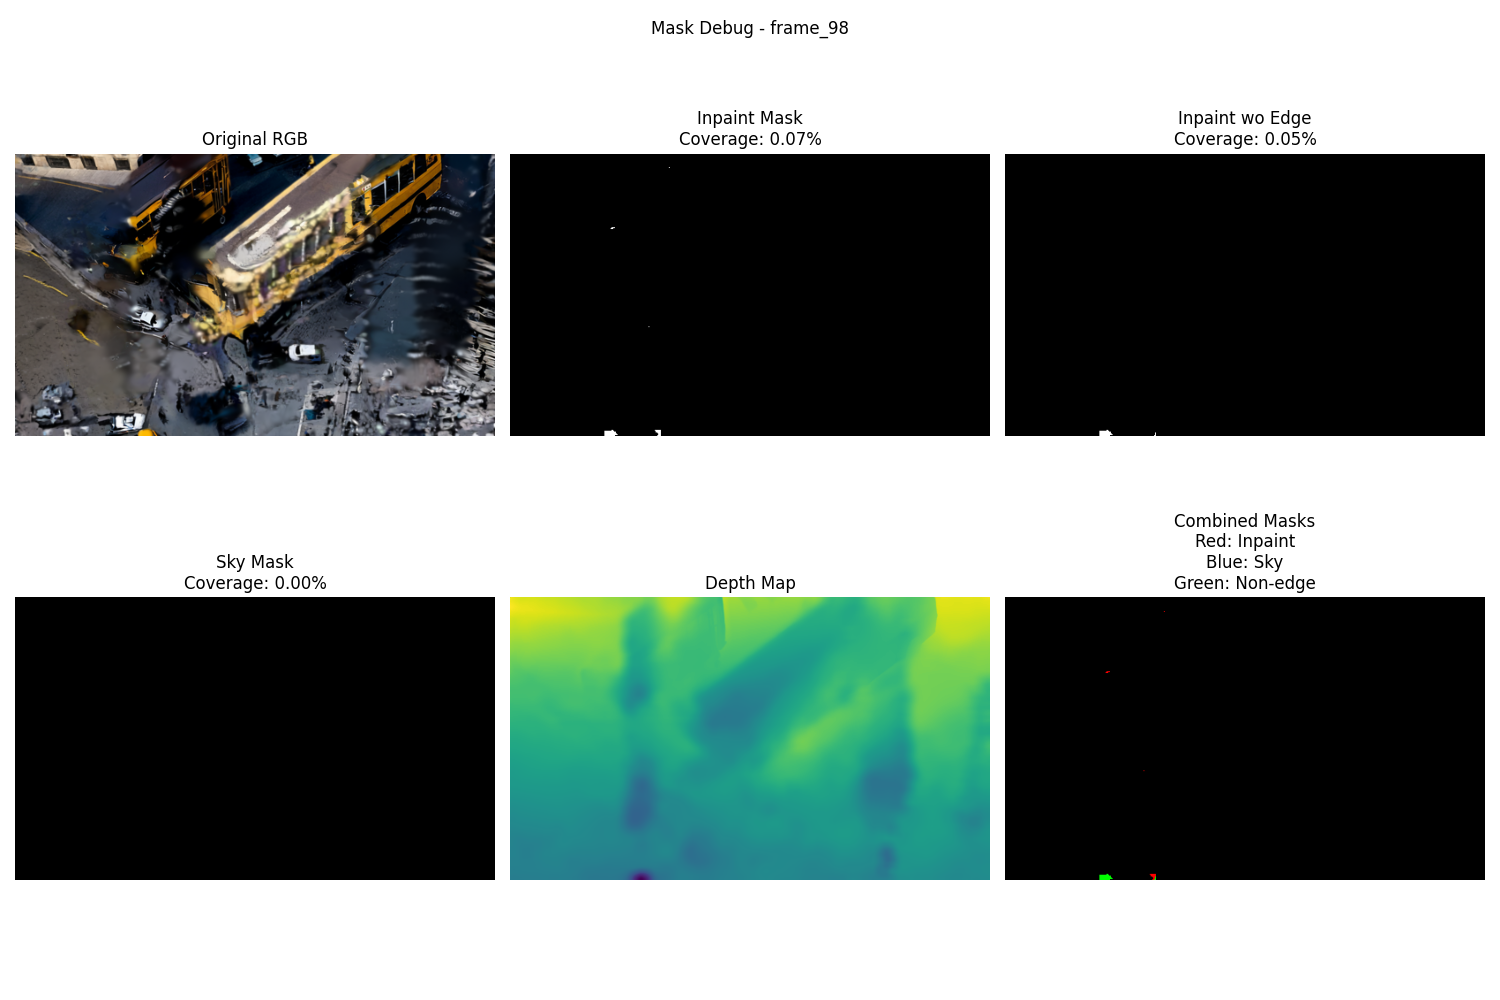 Mask Debug - frame_98
Original RGB
Inpaint Mask
Coverage: 0.07%
Inpaint wo Edge
Coverage: 0.05%
Sky Mask
Coverage: 0.00%
Depth Map
Combined Masks
Red: Inpaint
Blue: Sky
Green: Non-edge